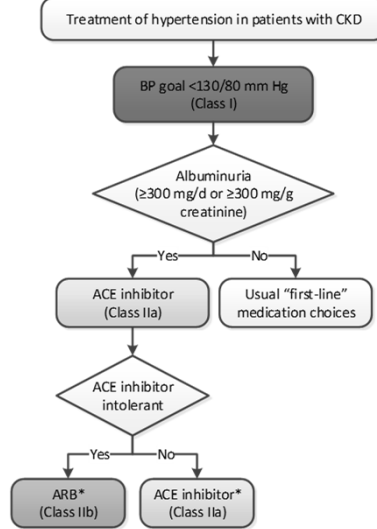 Treatment of hypertension in patients with CKD
BP goal <130/80 mm Hg
(Class I)
Albuminuria
(≥300 mg/d or ≥300 mg/g
creatinine)
Yes
No
ACE inhibitor
(Class IIa)
Usual “first-line”
medication choices
ACE inhibitor
intolerant
Yes
No
ARB*
(Class IIb)
ACE inhibitor*
(Class IIa)